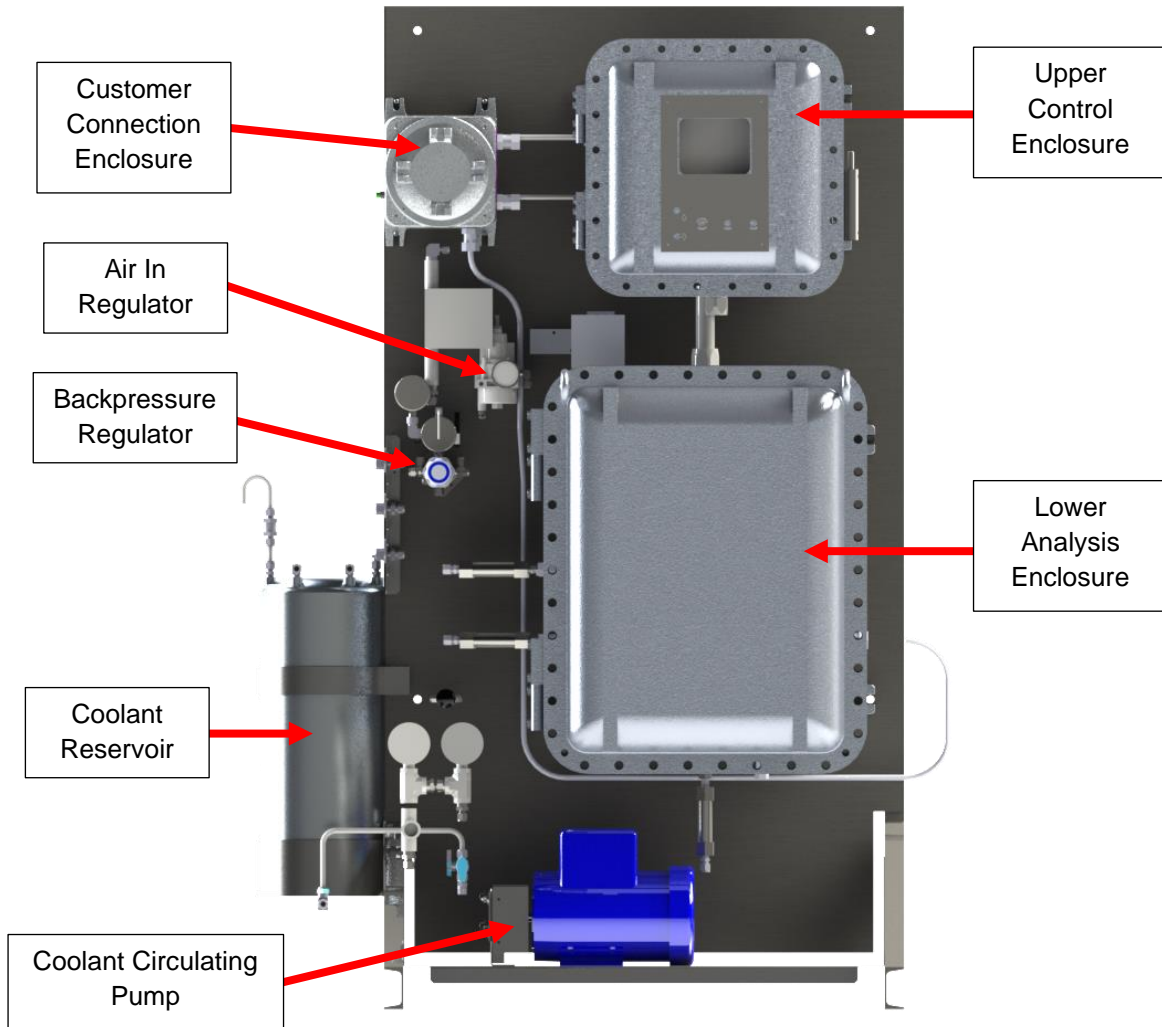 Customer
Connection
Enclosure
Upper
Control
Enclosure
Air In
Regulator
Backpressure
Regulator
Lower
Analysis
Enclosure
Coolant
Reservoir
Coolant Circulating
Pump